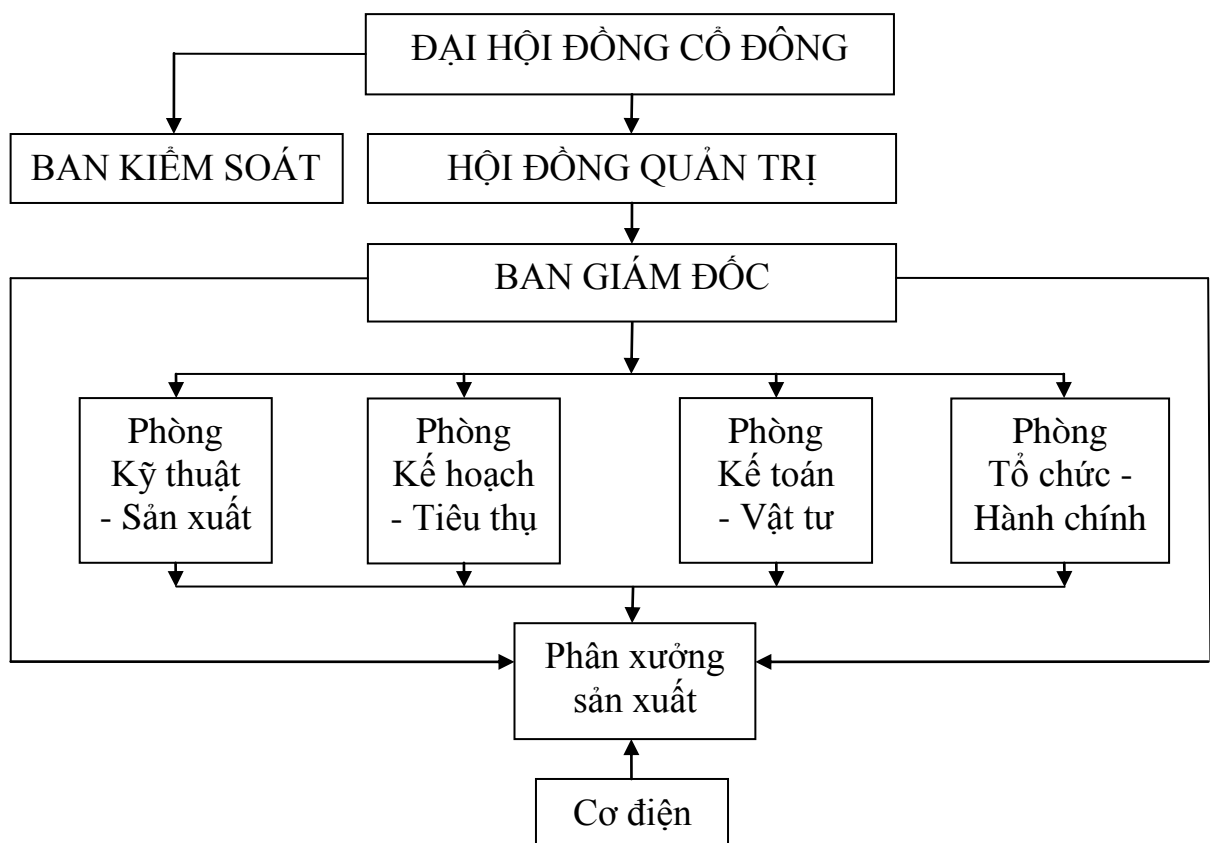 ĐẠI HỘI ĐỒNG CỔ ĐÔNG
BAN KIỂM SOÁT
HỘI ĐỒNG QUẢN TRỊ
BAN GIÁM ĐỐC
Phòng
Kỹ thuật
- Sản xuất
Phòng
Kế hoạch
- Tiêu thụ
Phòng
Kế toán
- Vật tư
Phòng
Tổ chức -
Hành chính
Phân xưởng
sản xuất
Cơ điện